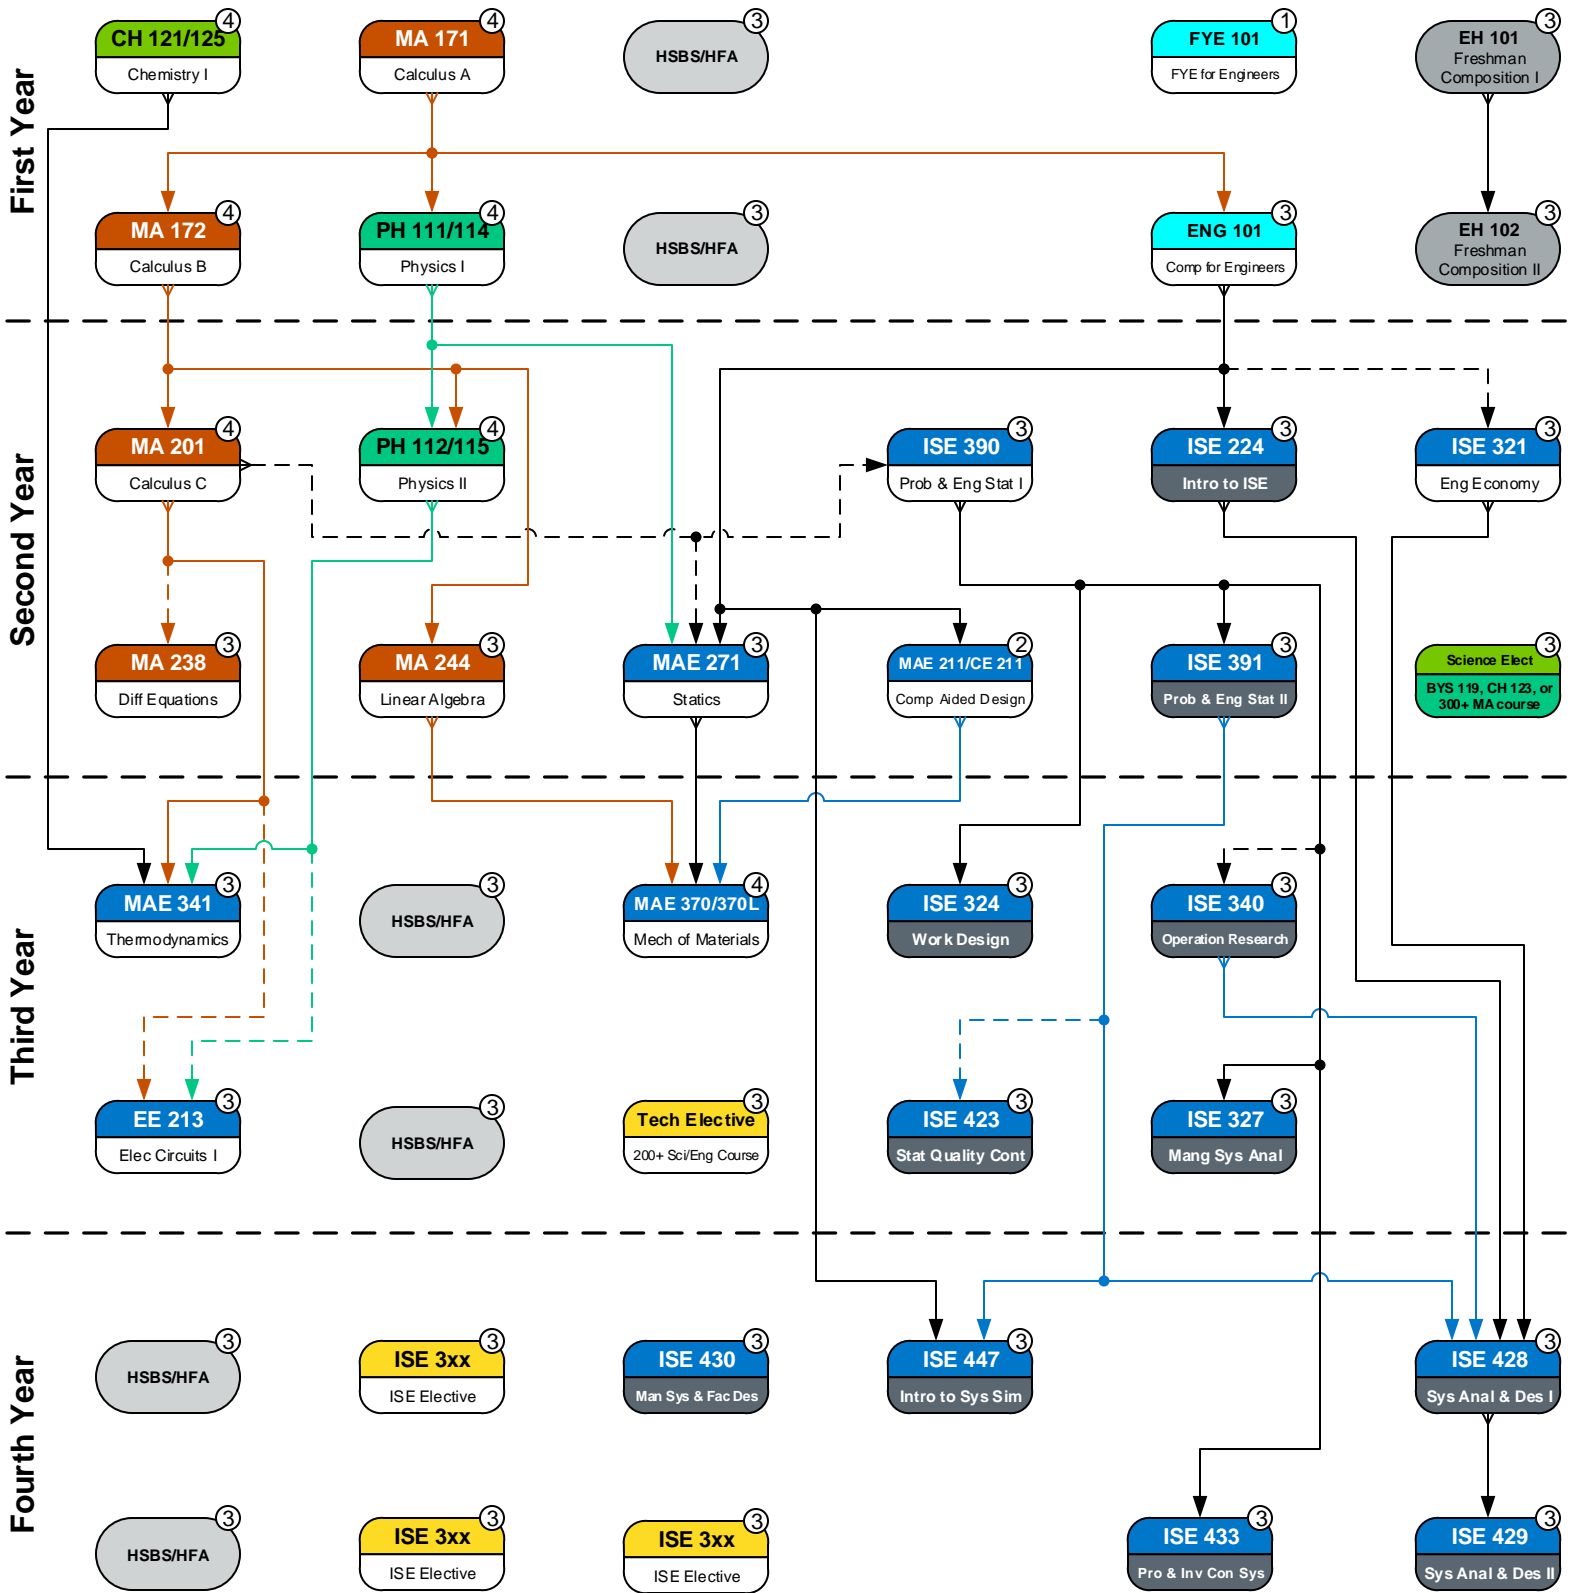 First Year
CH 121/125
4
Chemistry I
MA 171
4
Calculus A
HSBS/HFA
3
FYE 101
1
FYE for Engineers
EH 101
3
Freshman
Composition I
MA 172
4
Calculus B
PH 111/114
4
Physics I
HSBS/HFA
3
ENG 101
3
Comp for Engineers
EH 102
3
Freshman
Composition II
Second Year
MA 201
4
Calculus C
PH 112/115
4
Physics II
ISE 390
3
Prob & Eng Stat I
ISE 224
3
Intro to ISE
ISE 321
3
Eng Economy
MA 238
3
Diff Equations
MA 244
3
Linear Algebra
MAE 271
3
Statics
MAE 211/CE 211
2
Comp Aided Design
ISE 391
3
Prob & Eng Stat II
Science Elect
3
BYS 119, CH 123, or
300+ MA course
Third Year
MAE 341
3
Thermodynamics
HSBS/HFA
3
MAE 370/370L
4
Mech of Materials
ISE 324
3
Work Design
ISE 340
3
Operation Research
EE 213
3
Elec Circuits I
HSBS/HFA
3
Tech Elective
3
200+ Sci/Eng Course
ISE 423
3
Stat Quality Cont
ISE 327
3
Mang Sys Anal
Fourth Year
HSBS/HFA
3
ISE 3xx
3
ISE Elective
ISE 430
3
Man Sys & Fac Des
ISE 447
3
Intro to Sys Sim
ISE 428
3
Sys Anal & Des I
HSBS/HFA
3
ISE 3xx
3
ISE Elective
ISE 3xx
3
ISE Elective
ISE 433
3
Pro & Inv Con Sys
ISE 429
3
Sys Anal & Des II